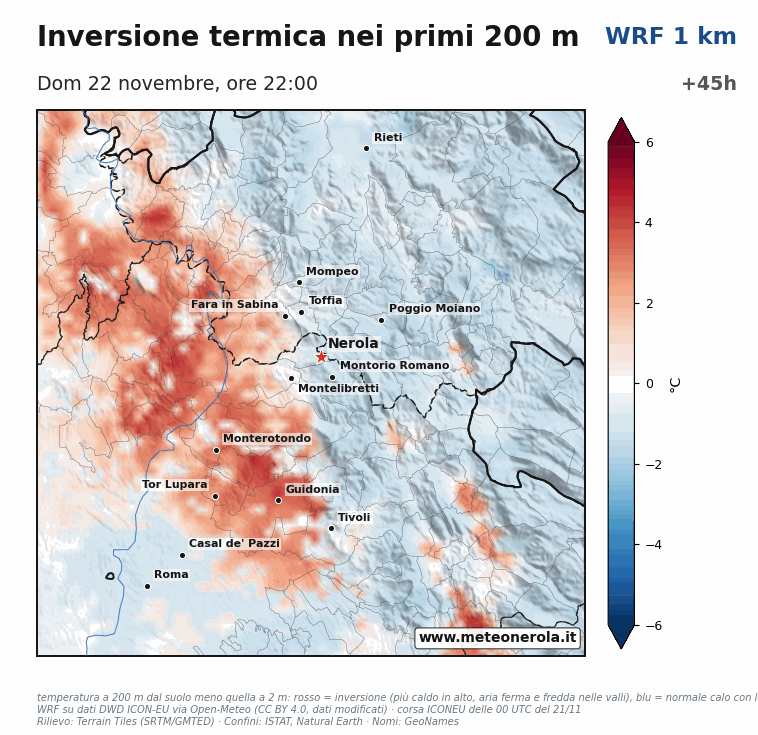 Inversione termica nei primi 200 m
WRF 1 km
Dom 22 novembre, ore 22:00
+45h
Rieti
Mompeo
Toffia
Fara in Sabina
Poggio Moiano
Nerola
Montorio Romano
Montelibretti
Monterotondo
Tor Lupara
Guidonia
Tivoli
Casal de' Pazzi
Roma
www.meteonerola.it
6
4
2
0
−2
−4
−6
°C
temperatura a 200 m dal suolo meno quella a 2 m: rosso = inversione (più caldo in alto, aria ferma e fredda nelle valli), blu = normale calo con l
WRF su dati DWD ICON-EU via Open-Meteo (CC BY 4.0, dati modificati) · corsa ICONEU delle 00 UTC del 21/11
Rilievo: Terrain Tiles (SRTM/GMTED) · Confini: ISTAT, Natural Earth · Nomi: GeoNames